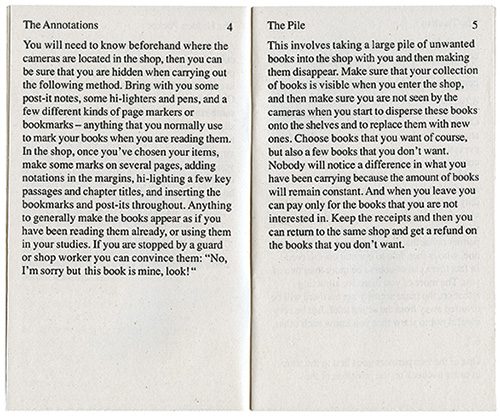 The Annotations 4
You will need to know beforehand where the
cameras are located in the shop, then you can
be sure that you are hidden when carrying out
the following method. Bring with you some
post-it notes, some hi-lighters and pens, and a
few different kinds of page markers or
bookmarks – anything that you normally use
to mark your books when you are reading them.
In the shop, once you've chosen your items,
make some marks on several pages, adding
notations in the margins, hi-lighting a few key
passages and chapter titles, and inserting the
bookmarks and post-its throughout. Anything
to generally make the books appear as if you
have been reading them already, or using them
in your studies. If you are stopped by a guard
or shop worker you can convince them: “No,
I'm sorry but this book is mine, look! “
The Pile 5
This involves taking a large pile of unwanted
books into the shop with you and then making
them disappear. Make sure that your collection
of books is visible when you enter the shop,
and then make sure you are not seen by the
cameras when you start to disperse these books
onto the shelves and to replace them with new
ones. Choose books that you want of course,
but also a few books that you don't want.
Nobody will notice a difference in what you
have been carrying because the amount of books
will remain constant. And when you leave you
can pay only for the books that you are not
interested in. Keep the receipts and then you
can return to the same shop and get a refund on
the books that you don't want.